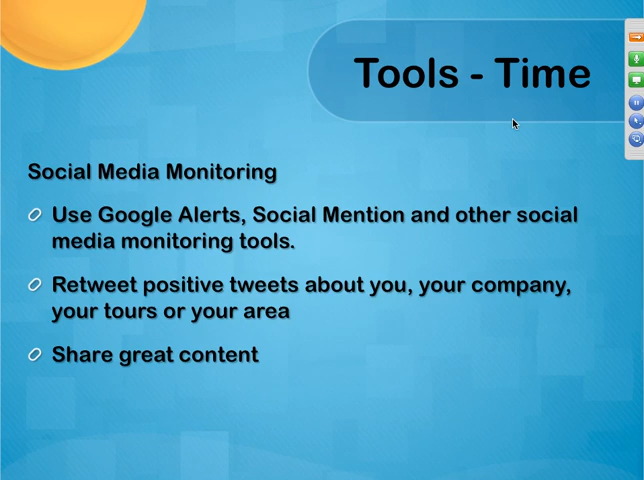 Tools - Time
Social Media Monitoring
Use Google Alerts, Social Mention and other social
media monitoring tools.
Retweet positive tweets about you, your company,
your tours or your area
Share great content